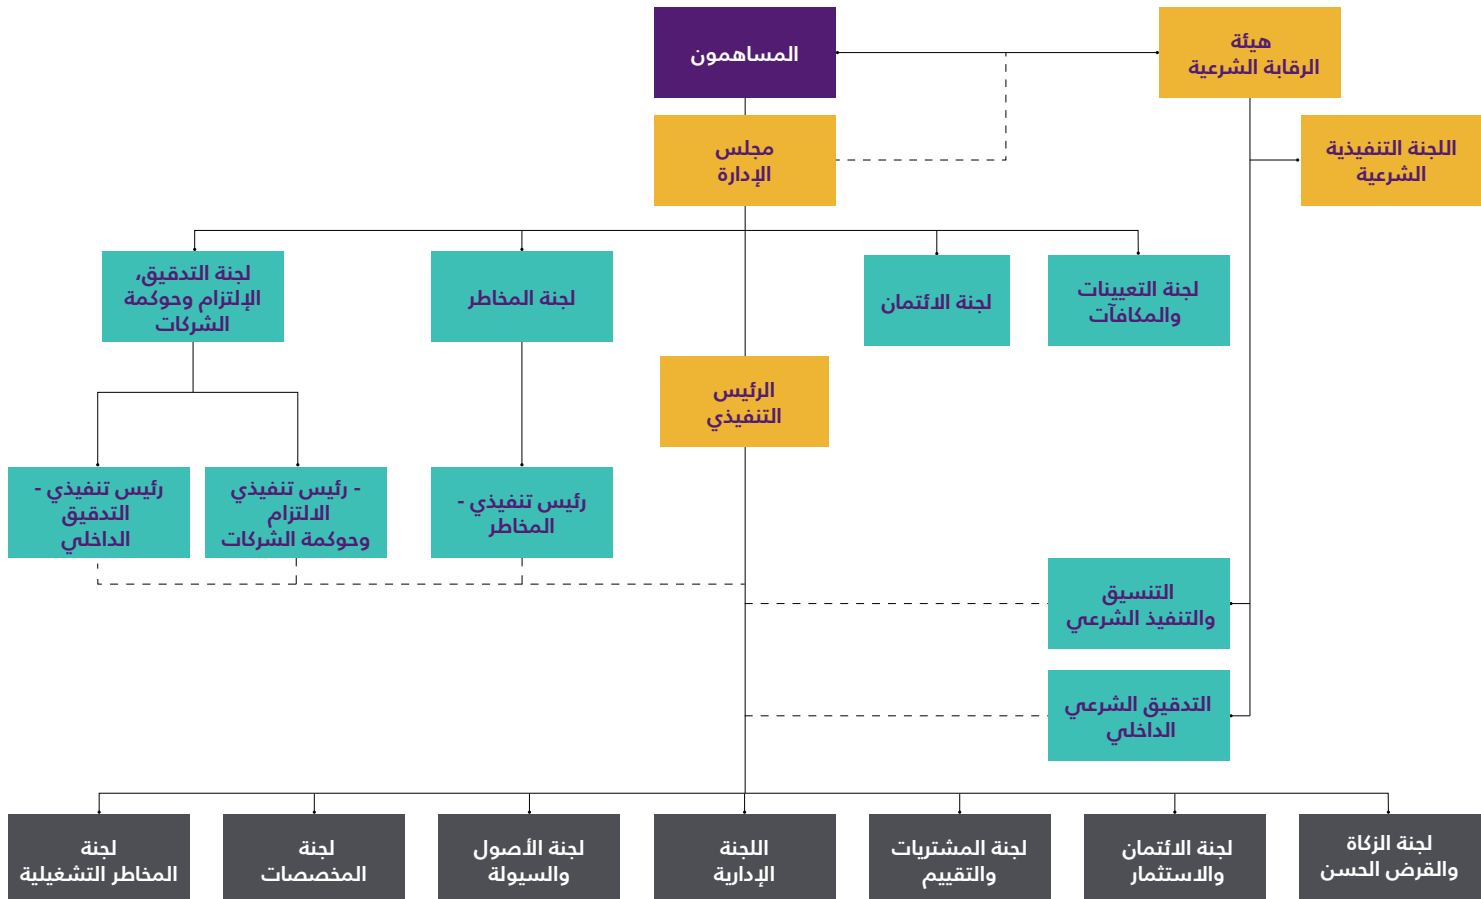 هيئة
الرقابة الشرعية
المساهمون
اللجنة التنفيذية
الشرعية
مجلس
الإدارة
لجنة التعيينات
والمكافآت
لجنة الائتمان
لجنة المخاطر
لجنة التدقيق،
الإلتزام وحوكمة
الشركات
الرئيس
التنفيذي
رئيس تنفيذي -
المخاطر
- رئيس تنفيذي
الالتزام
وحوكمة الشركات
رئيس تنفيذي -
التدقيق
الداخلي
التنسيق
والتنفيذ الشرعي
التدقيق الشرعي
الداخلي
لجنة الزكاة
والقرض الحسن
لجنة الائتمان
والاستثمار
لجنة المشتريات
والتقييم
اللجنة
الإدارية
لجنة الأصول
والسيولة
لجنة
المخصصات
لجنة
المخاطر التشغيلية